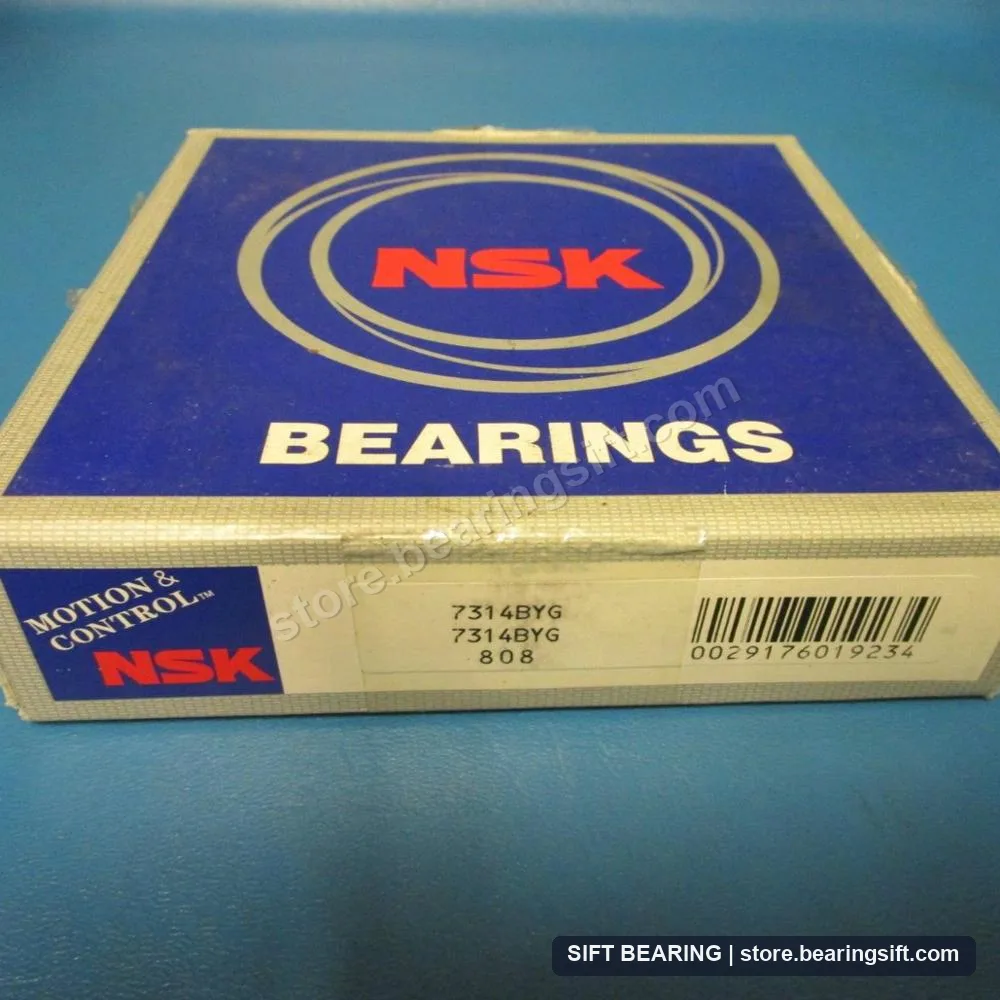 NSK
BEARINGS
store.bearingsift.com
MOTION &
CONTROL™
NSK
7314BYG
7314BYG
808
0029176019234
SIFT BEARING | store.bearingsift.com